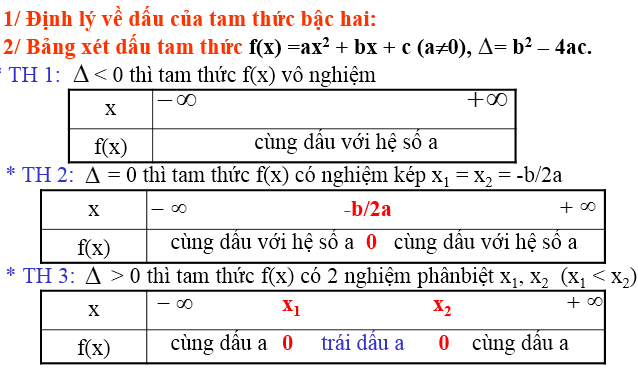 1/ Định lý về dấu của tam thức bậc hai:
2/ Bảng xét dấu tam thức f(x) =ax² + bx + c (a≠0), Δ= b² – 4ac.
* TH 1: Δ < 0 thì tam thức f(x) vô nghiệm
x –∞ +∞
f(x) cùng dấu với hệ số a
* TH 2: Δ = 0 thì tam thức f(x) có nghiệm kép x₁ = x₂ = -b/2a
x – ∞ -b/2a + ∞
f(x) cùng dấu với hệ số a 0 cùng dấu với hệ số a
* TH 3: Δ > 0 thì tam thức f(x) có 2 nghiệm phânbiệt x₁, x₂ (x₁ < x₂)
x – ∞ x₁ x₂ + ∞
f(x) cùng dấu a 0 trái dấu a 0 cùng dấu a